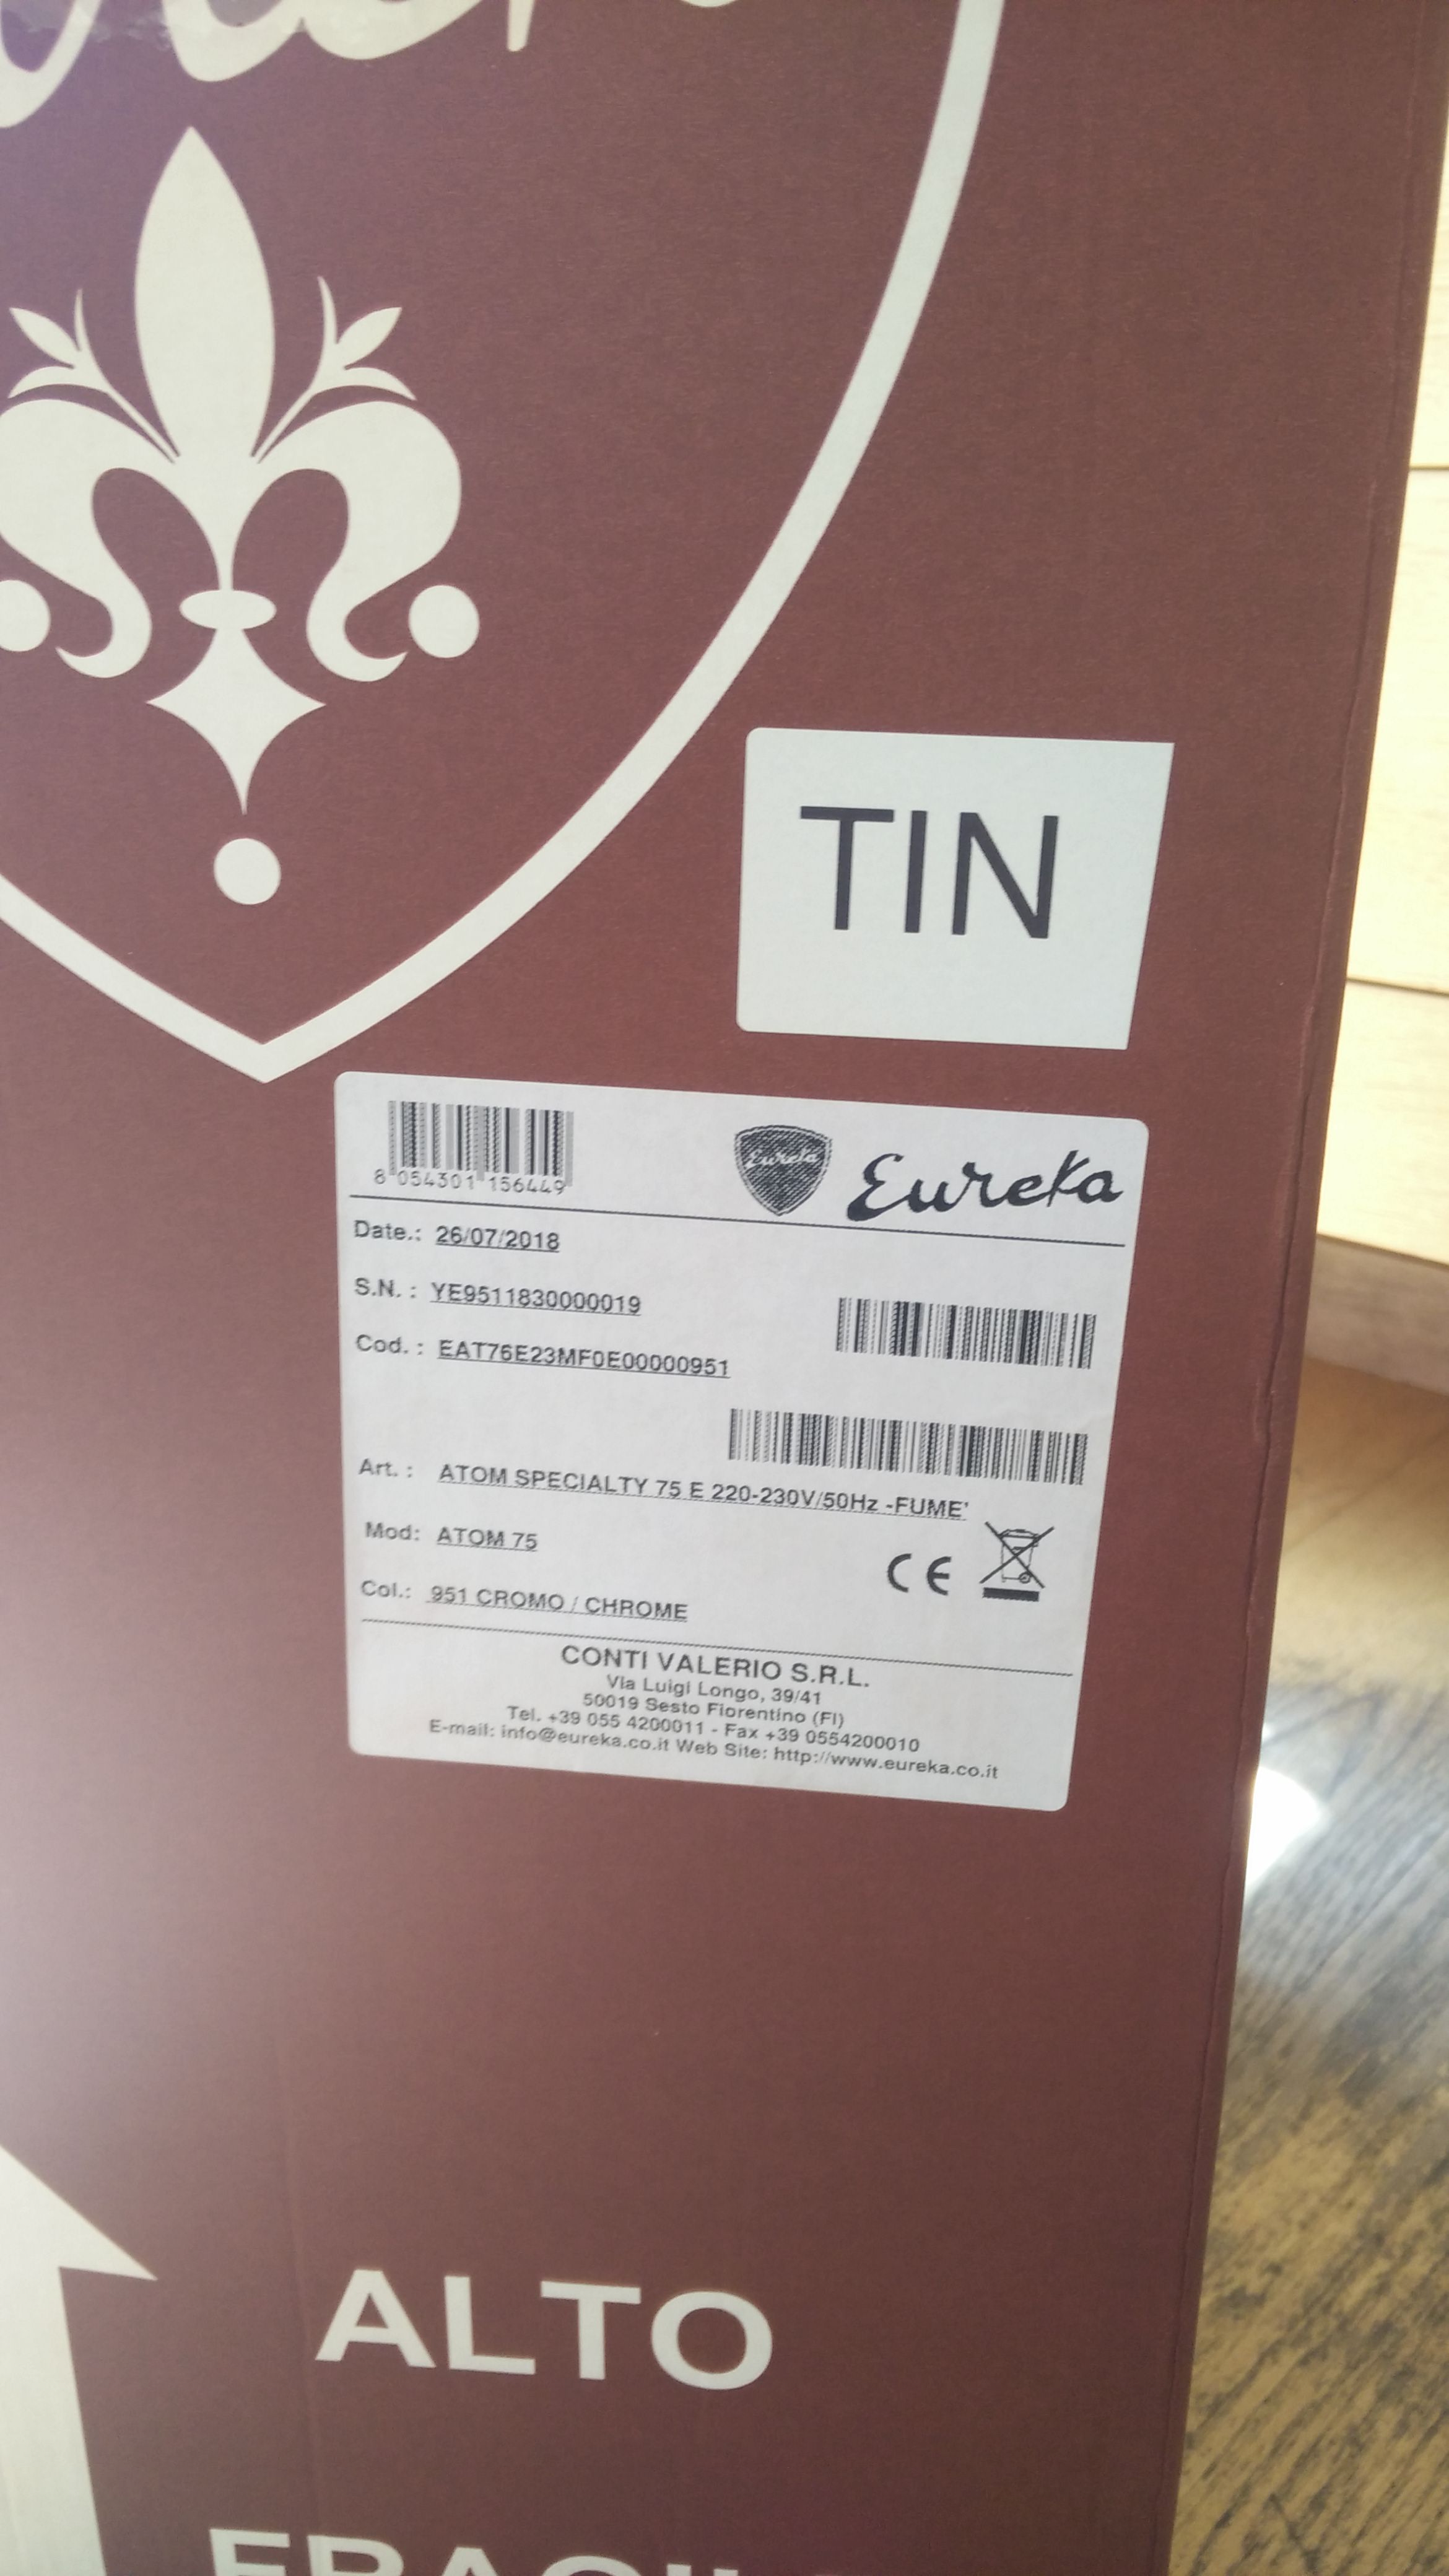 TIN
8 054301 156449
Eureka
Eureka
Date.: 26/07/2018
S.N. : YE9511830000019
Cod. : EAT76E23MF0E00000951
Art. : ATOM SPECIALTY 75 E 220-230V/50Hz -FUME'
Mod: ATOM 75
CE
Col.: 951 CROMO / CHROME
CONTI VALERIO S.R.L.
Via Luigi Longo, 39/41
50019 Sesto Fiorentino (FI)
Tel. +39 055 4200011 - Fax +39 0554200010
E-mail: info@eureka.co.it Web Site: http://www.eureka.co.it
ALTO